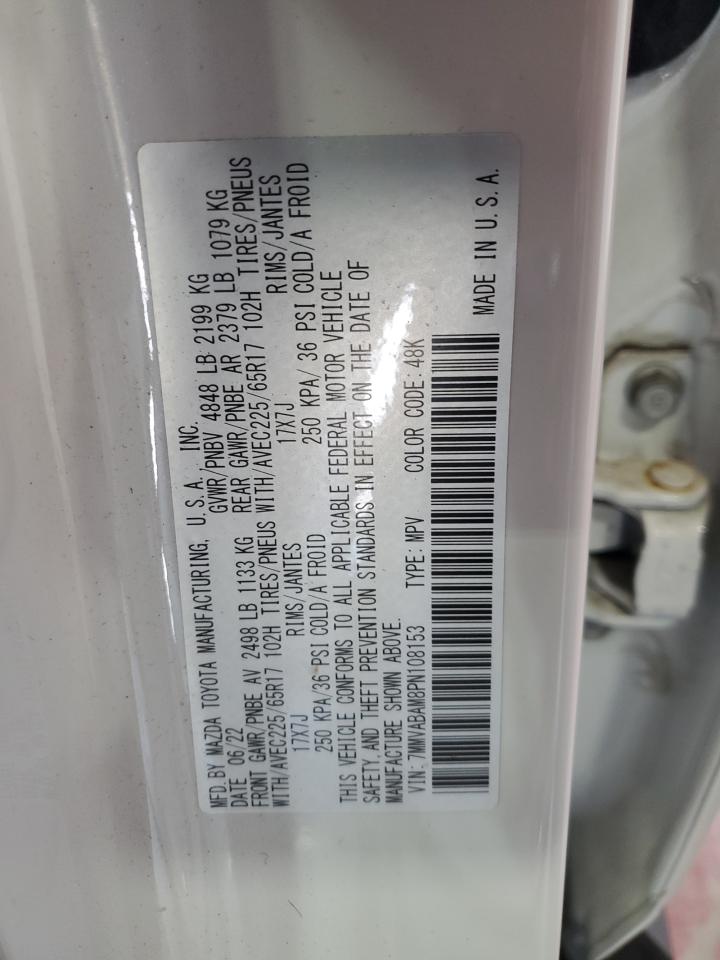 MFD. BY MAZDA TOYOTA MANUFACTURING, U.S.A. INC.
DATE 06/22 GVWR/PNBV 4848 LB 2199 KG
FRONT GAWR/PNBE AV 2498 LB 1133 KG REAR GAWR/PNBE AR 2379 LB 1079 KG
WITH/AVEC225/65R17 102H TIRES/PNEUS WITH/AVEC225/65R17 102H TIRES/PNEUS
17X7J RIMS/JANTES 17X7J RIMS/JANTES
250 KPA/36 PSI COLD/A FROID 250 KPA/ 36 PSI COLD/A FROID
THIS VEHICLE CONFORMS TO ALL APPLICABLE FEDERAL MOTOR VEHICLE
SAFETY, AND THEFT PREVENTION STANDARDS IN EFFECT ON THE DATE OF
MANUFACTURE SHOWN ABOVE.
VIN: 7MMVABAM8PN108153 TYPE: MPV COLOR CODE: 48K
MADE IN U.S.A.